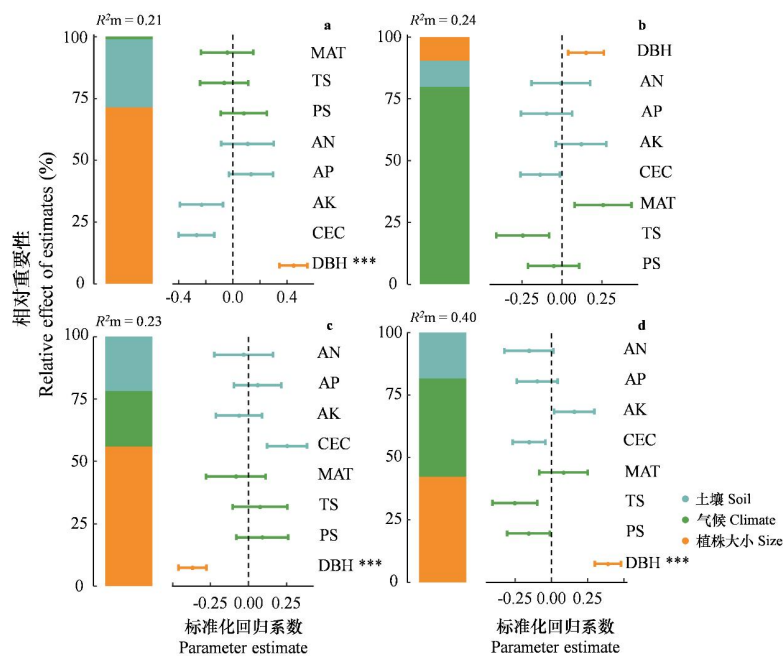 R²m = 0.21
a
100
75
50
25
0
MAT
TS
PS
AN
AP
AK
CEC
DBH ***
-0.4 0.0 0.4
R²m = 0.24
b
100
75
50
25
0
DBH
AN
AP
AK
CEC
MAT
TS
PS
-0.25 0.00 0.25
相对重要性
Relative effect of estimates (%)
R²m = 0.23
c
100
75
50
25
0
AN
AP
AK
CEC
MAT
TS
PS
DBH ***
-0.25 0.00 0.25
标准化回归系数
Parameter estimate
R²m = 0.40
d
100
75
50
25
0
AN
AP
AK
CEC
MAT
TS
PS
DBH ***
-0.25 0.00 0.25
标准化回归系数
Parameter estimate
土壤 Soil
气候 Climate
植株大小 Size